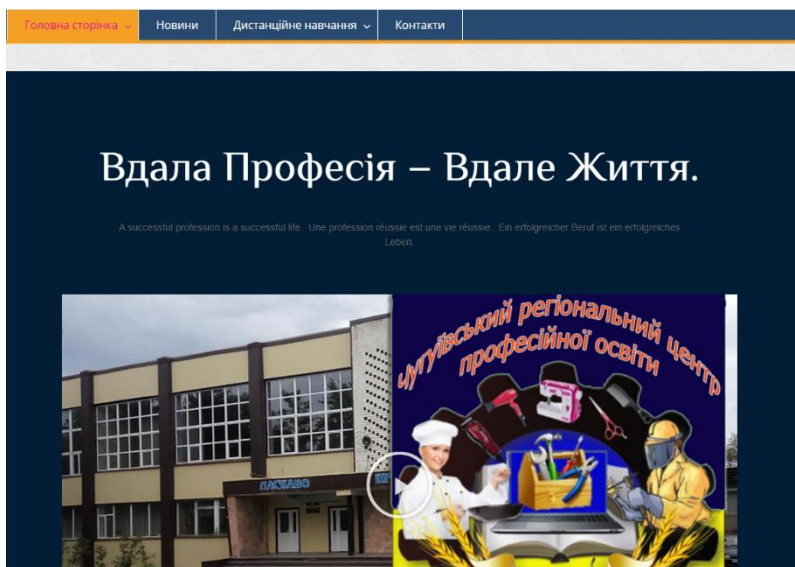 Головна сторінка Новини Дистанційне навчання Контакти
Вдала Професія – Вдале Життя.
A successful profession is a successful life. Une profession réussie est une vie réussie. Ein erfolgreicher Beruf ist ein erfolgreiches
Leben.
Чугуївський регіональний центр
професійної освіти
ЛАСКАВО